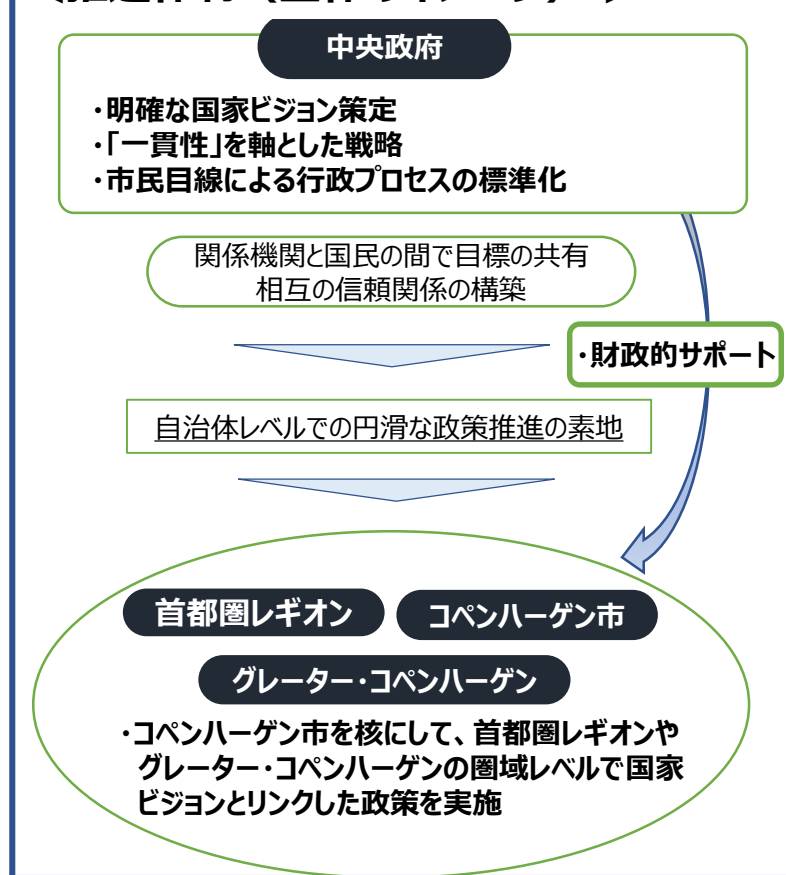 中央政府
・明確な国家ビジョン策定
・「一貫性」を軸とした戦略
・市民目線による行政プロセスの標準化
関係機関と国民の間で目標の共有
相互の信頼関係の構築
・財政的サポート
自治体レベルでの円滑な政策推進の素地
首都圏レギオン
コペンハーゲン市
グレーター・コペンハーゲン
・コペンハーゲン市を核にして、首都圏レギオンや
グレーター・コペンハーゲンの圏域レベルで国家
ビジョンとリンクした政策を実施